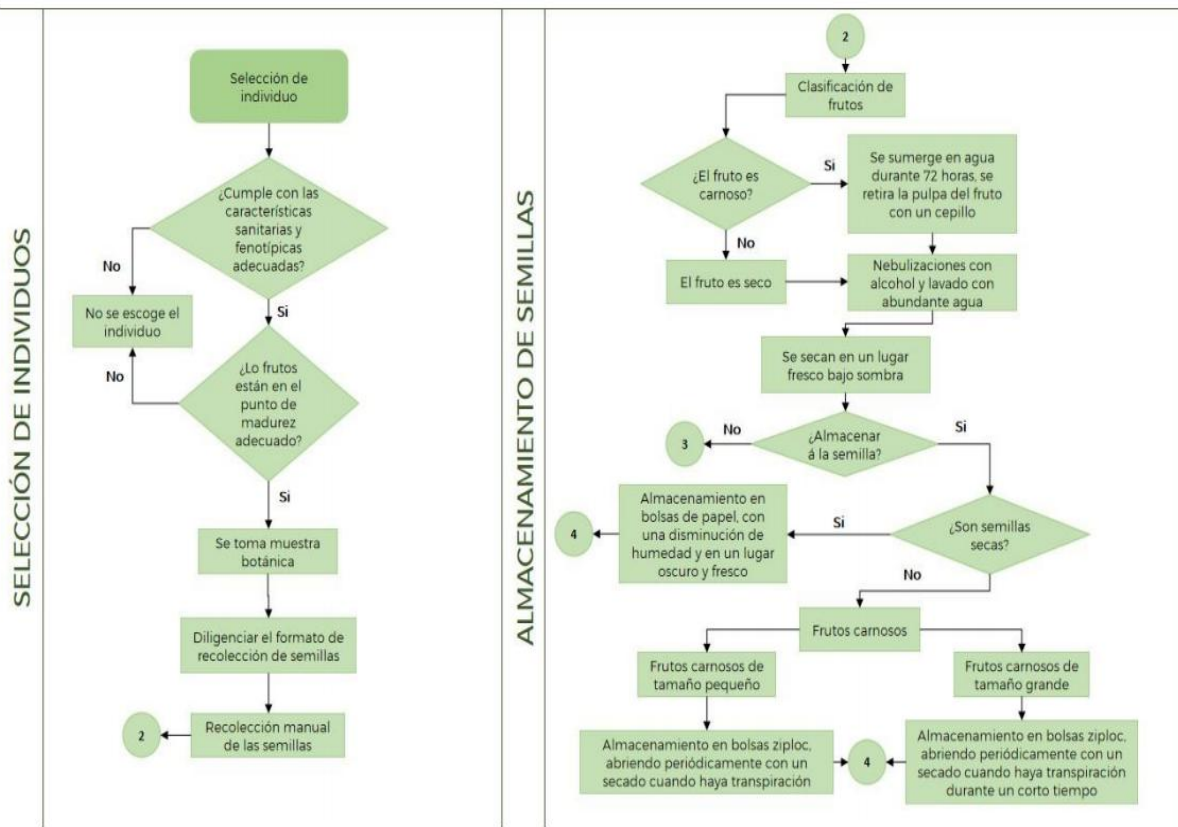 SELECCIÓN DE INDIVIDUOS
Selección de
individuo
¿Cumple con las
características
sanitarias y
fenotípicas
adecuadas?
No
Si
No se escoge el
individuo
¿Lo frutos
están en el
punto de
madurez
adecuado?
No
Si
Se toma muestra
botánica
Diligenciar el formato de
recolección de semillas
Recolección manual
de las semillas
2
ALMACENAMIENTO DE SEMILLAS
2
Clasificación de
frutos
¿El fruto es
carnoso?
Si
Se sumerge en agua
durante 72 horas, se
retira la pulpa del fruto
con un cepillo
No
El fruto es seco
Nebulizaciones con
alcohol y lavado con
abundante agua
Se secan en un lugar
fresco bajo sombra
¿Almacenar
á la semilla?
No
3
Si
¿Son semillas
secas?
Si
Almacenamiento en
bolsas de papel, con
una disminución de
humedad y en un lugar
oscuro y fresco
4
No
Frutos carnosos
Frutos carnosos de
tamaño pequeño
Frutos carnosos de
tamaño grande
Almacenamiento en bolsas ziploc,
abriendo periódicamente con un
secado cuando haya transpiración
4
Almacenamiento en bolsas ziploc,
abriendo periódicamente con un
secado cuando haya transpiración
durante un corto tiempo